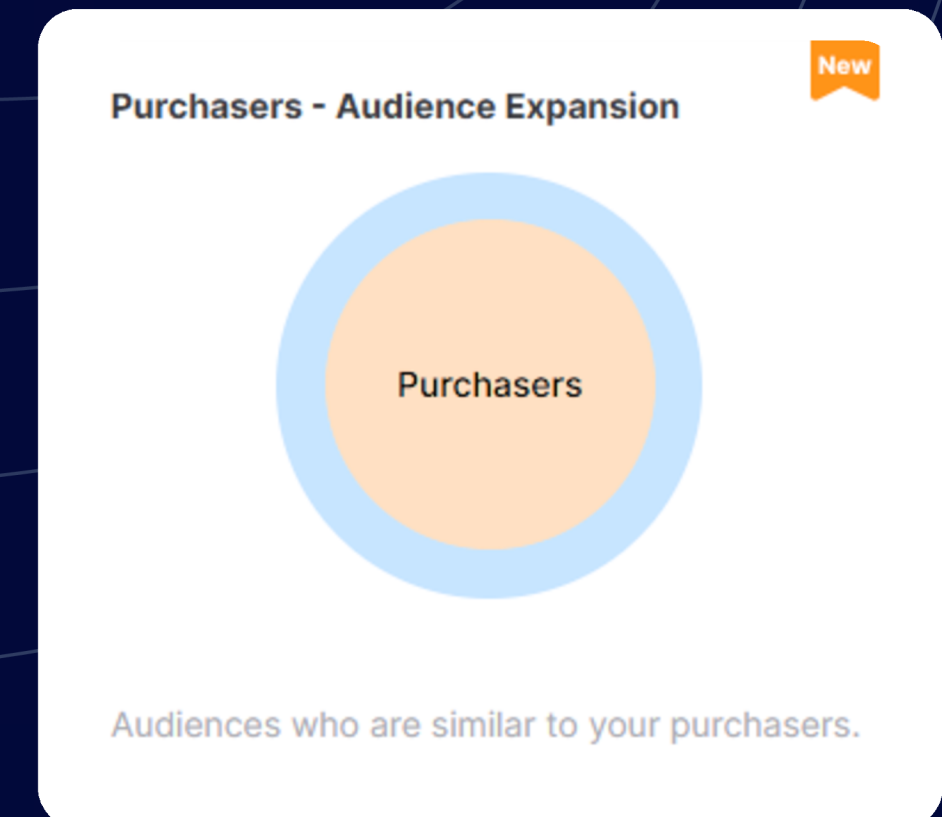 New
Purchasers - Audience Expansion
Purchasers
Audiences who are similar to your purchasers.